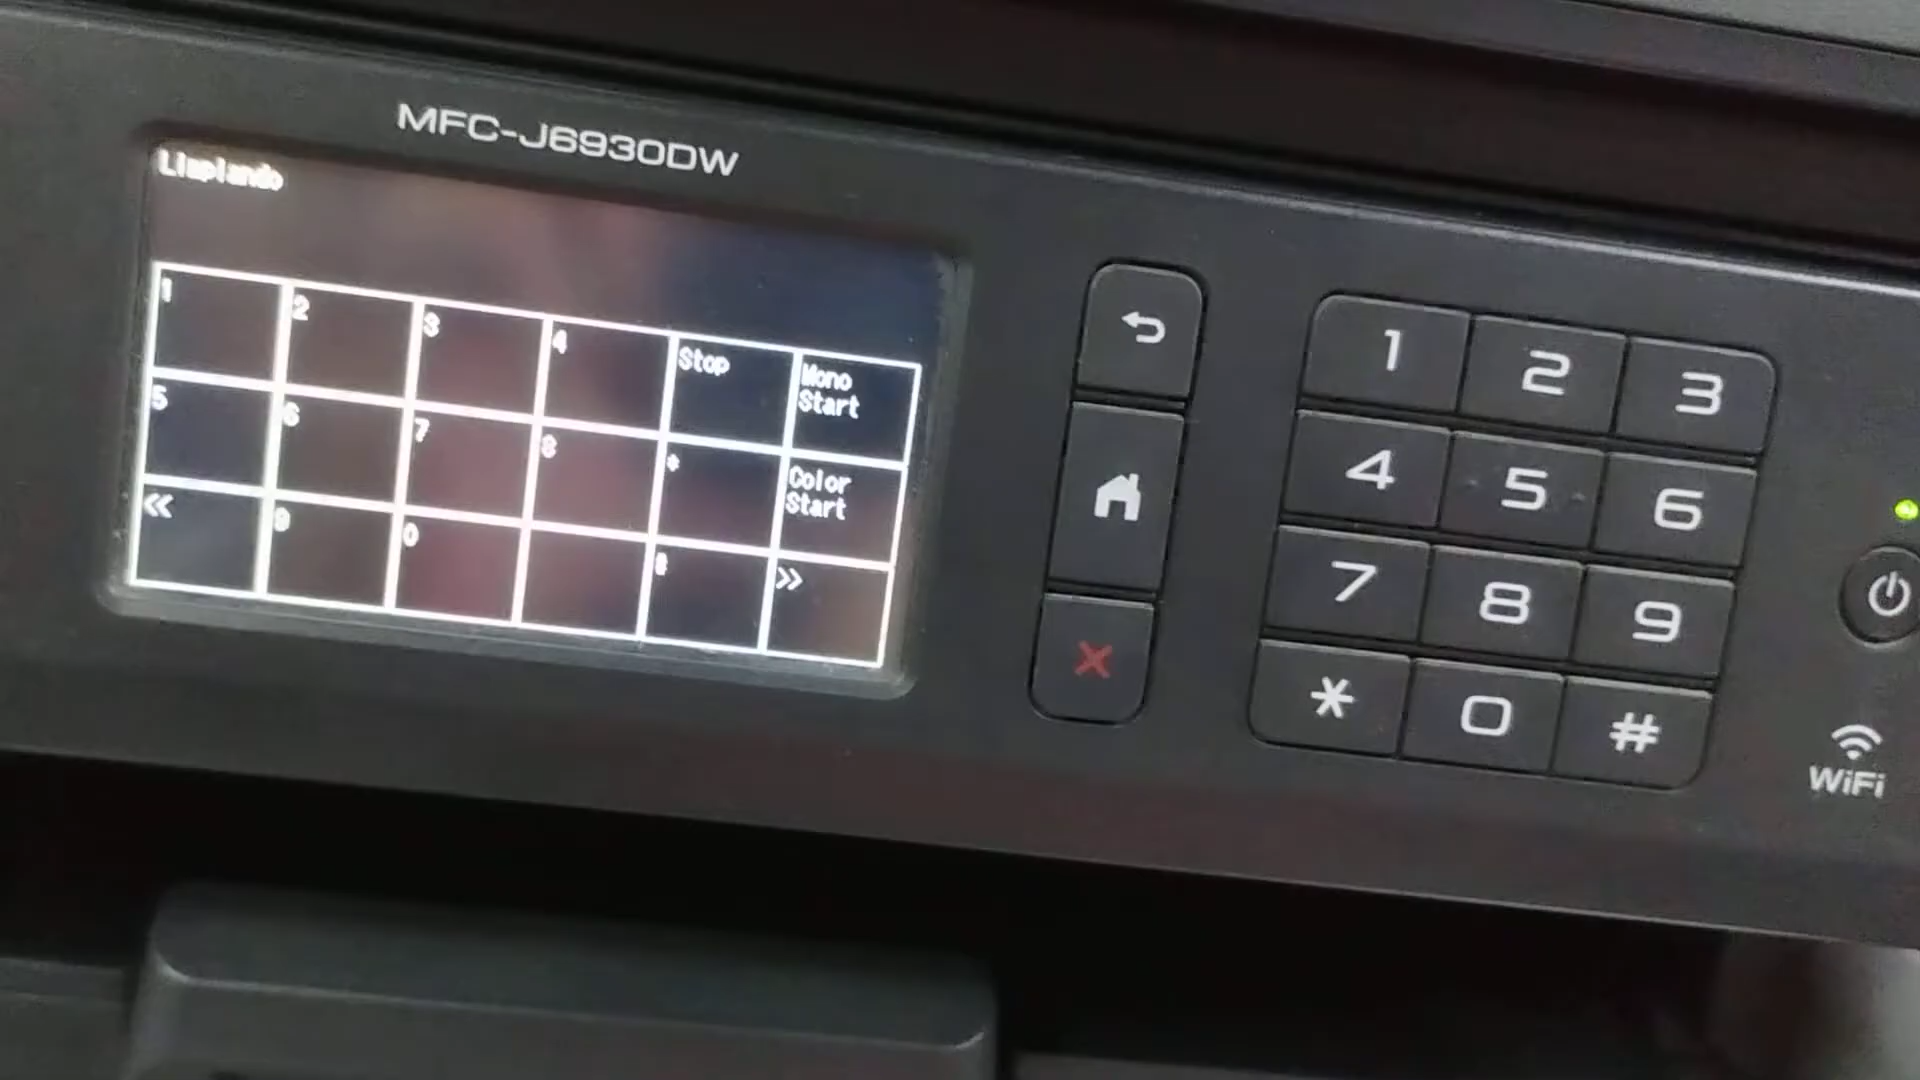 MFC-J6930DW
Limpiando
1 2 3 4 Stop Mono Start
5 6 7 8 * Color Start
<< 9 0 # >>
1 2 3
4 5 6
7 8 9
* 0 #
WiFi